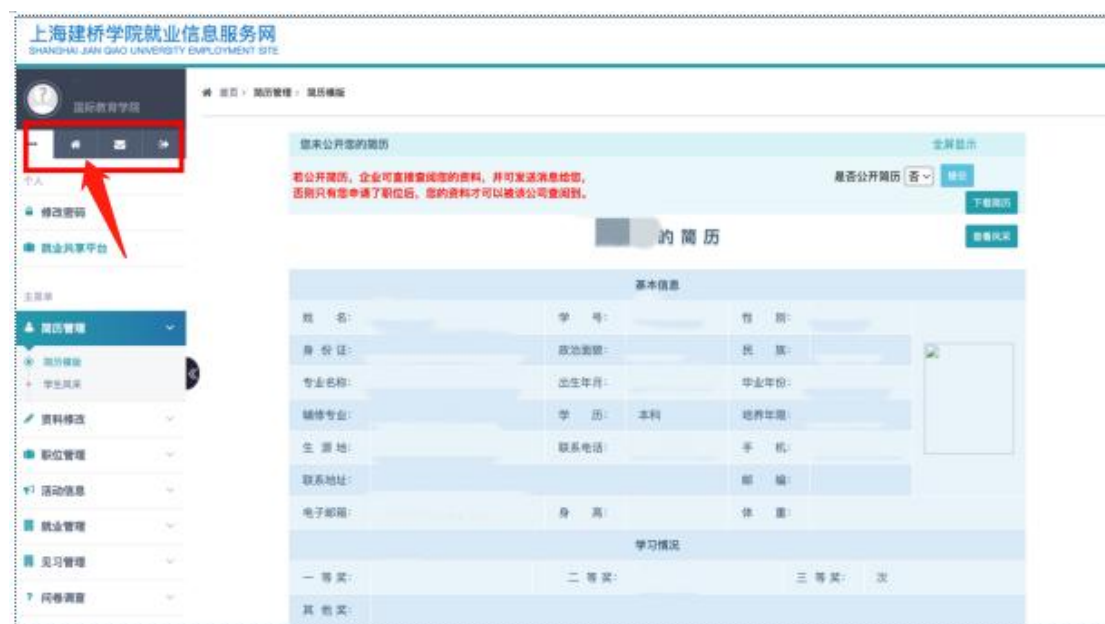 上海建桥学院就业信息服务网
SHANGHAI JIAN QIAO UNIVERSITY EMPLOYMENT SITE
国际教育学院
首页 > 简历管理 > 简历模版
个人
修改密码
就业共享平台
主菜单
简历管理
简历模版
学生风采
资料修改
职位管理
活动信息
就业管理
见习管理
? 问卷调查
您未公开您的简历 全屏显示
若公开简历，企业可直接查阅您的资料，并可发送消息给您，
否则只有您申请了职位后，您的资料才可以被该公司查阅到。
是否公开简历 否 提交
下载简历
的简历 查看风采
基本信息
姓 名: 学 号: 性 别:
身 份 证: 政治面貌: 民 族:
专业名称: 出生年月: 毕业年份:
辅修专业: 学 历: 本科 培养年限:
生 源 地: 联系电话: 手 机:
联系地址: 邮 编:
电子邮箱: 身 高: 体 重:
学习情况
一 等 奖: 二 等 奖: 三 等 奖: 次
其 他 奖: